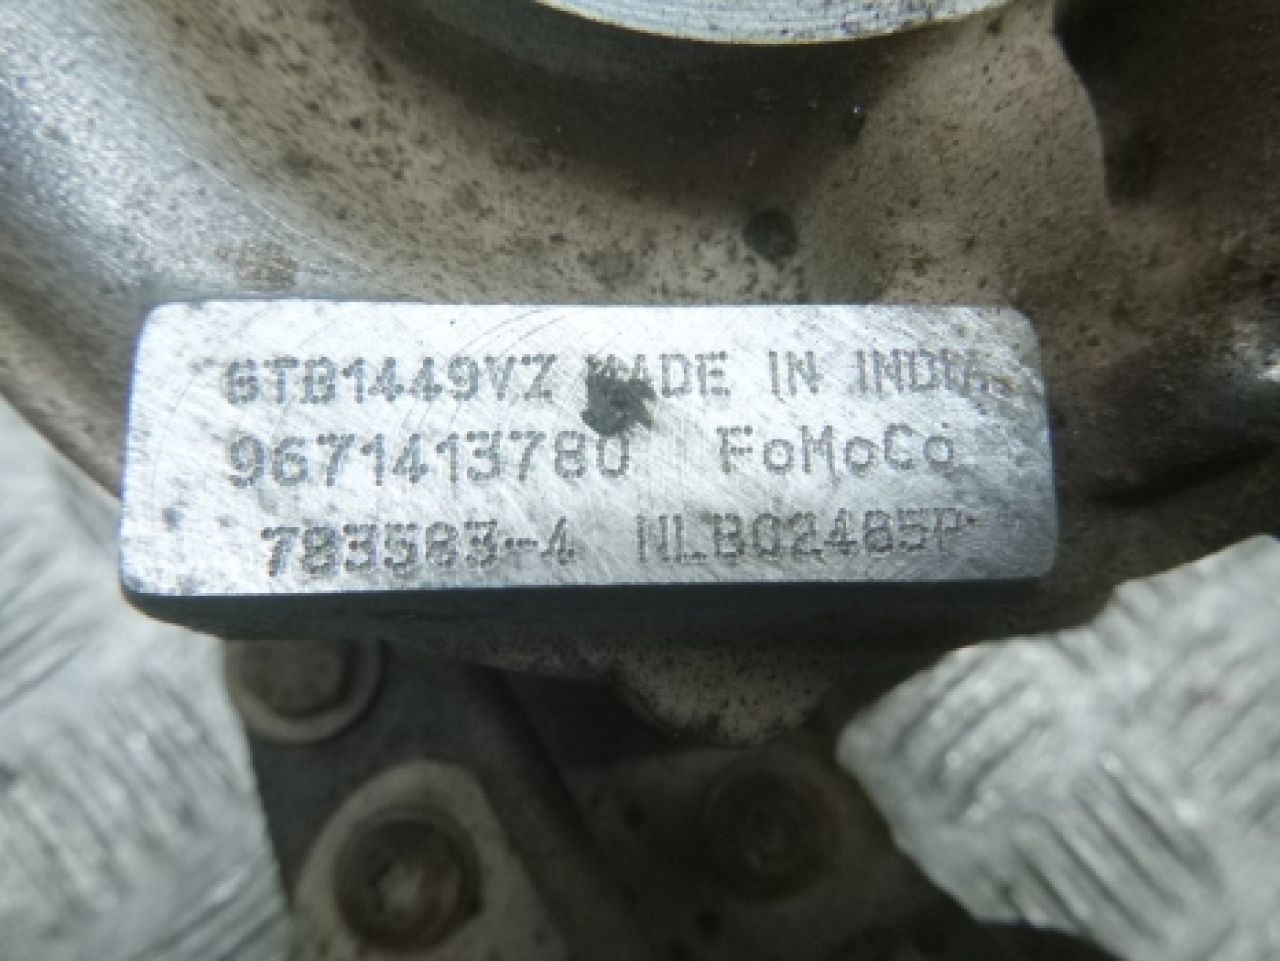 GTB1449VZ MADE IN INDIA
9671413780 FoMoCo
783583-4 NLB02485P